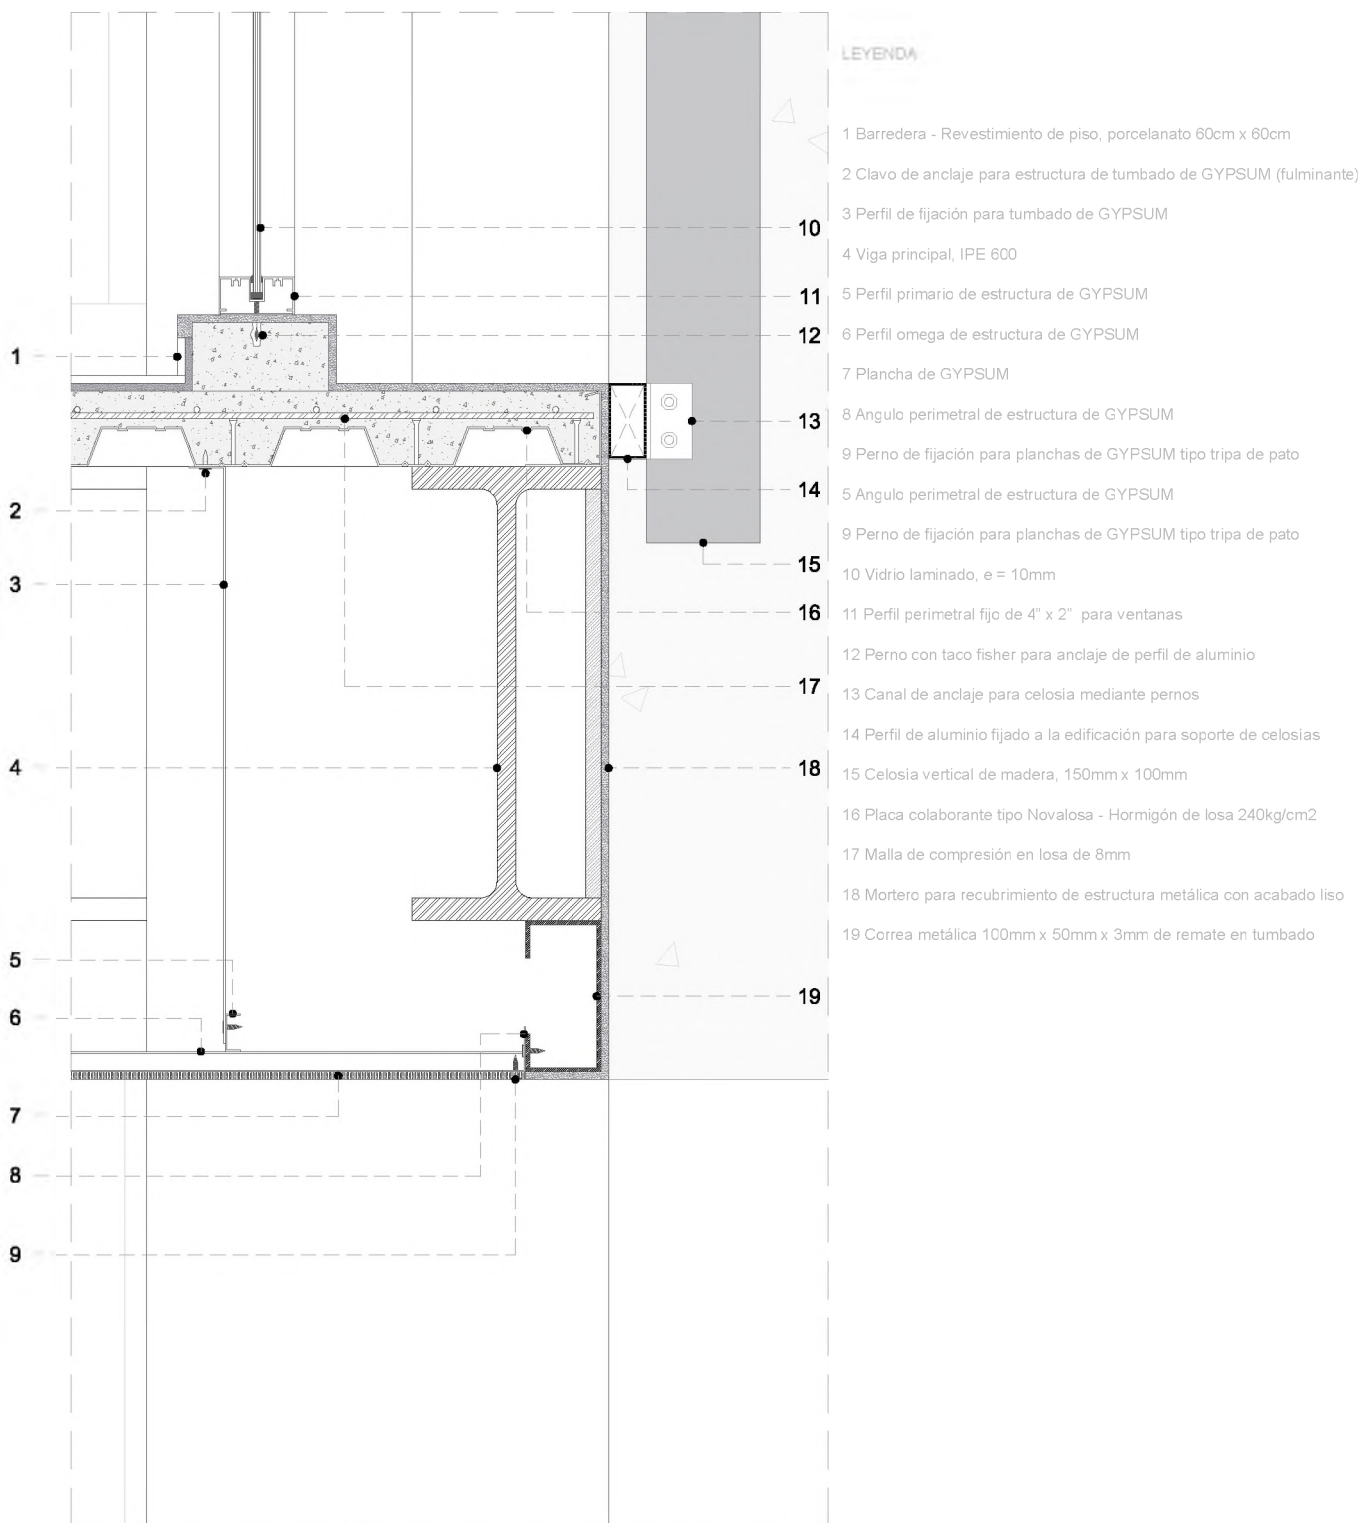 LEYENDA
1 Barredera - Revestimiento de piso, porcelanato 60cm x 60cm
2 Clavo de anclaje para estructura de tumbado de GYPSUM (fulminante)
3 Perfil de fijación para tumbado de GYPSUM
4 Viga principal, IPE 600
5 Perfil primario de estructura de GYPSUM
6 Perfil omega de estructura de GYPSUM
7 Plancha de GYPSUM
8 Angulo perimetral de estructura de GYPSUM
9 Perno de fijación para planchas de GYPSUM tipo tripa de pato
5 Angulo perimetral de estructura de GYPSUM
9 Perno de fijación para planchas de GYPSUM tipo tripa de pato
10 Vidrio laminado, e = 10mm
11 Perfil perimetral fijo de 4" x 2" para ventanas
12 Perno con taco fisher para anclaje de perfil de aluminio
13 Canal de anclaje para celosia mediante pernos
14 Perfil de aluminio fijado a la edificación para soporte de celosias
15 Celosia vertical de madera, 150mm x 100mm
16 Placa colaborante tipo Novalosa - Hormigón de losa 240kg/cm2
17 Malla de compresión en losa de 8mm
18 Mortero para recubrimiento de estructura metálica con acabado liso
19 Correa metálica 100mm x 50mm x 3mm de remate en tumbado
1
2
3
4
5
6
7
8
9
10
11
12
13
14
15
16
17
18
19